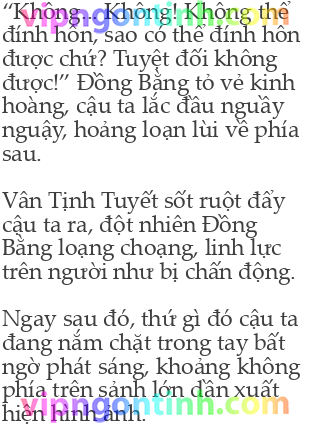 “Không... Không! Không thể
đính hôn, sao có thể đính hôn
được chứ? Tuyệt đối không
được!” Đồng Bằng tỏ vẻ kinh
hoàng, cậu ta lắc đầu nguầy
nguậy, hoảng loạn lùi về phía
sau.
Vân Tịnh Tuyết sốt ruột đẩy
cậu ta ra, đột nhiên Đồng
Bằng loạng choạng, linh lực
trên người như bị chấn động.
Ngay sau đó, thứ gì đó cậu ta
đang nắm chặt trong tay bất
ngờ phát sáng, khoảng không
phía trên sảnh lớn dần xuất
hiện hình ảnh.
vipngontinh.com
vipngontinh.com